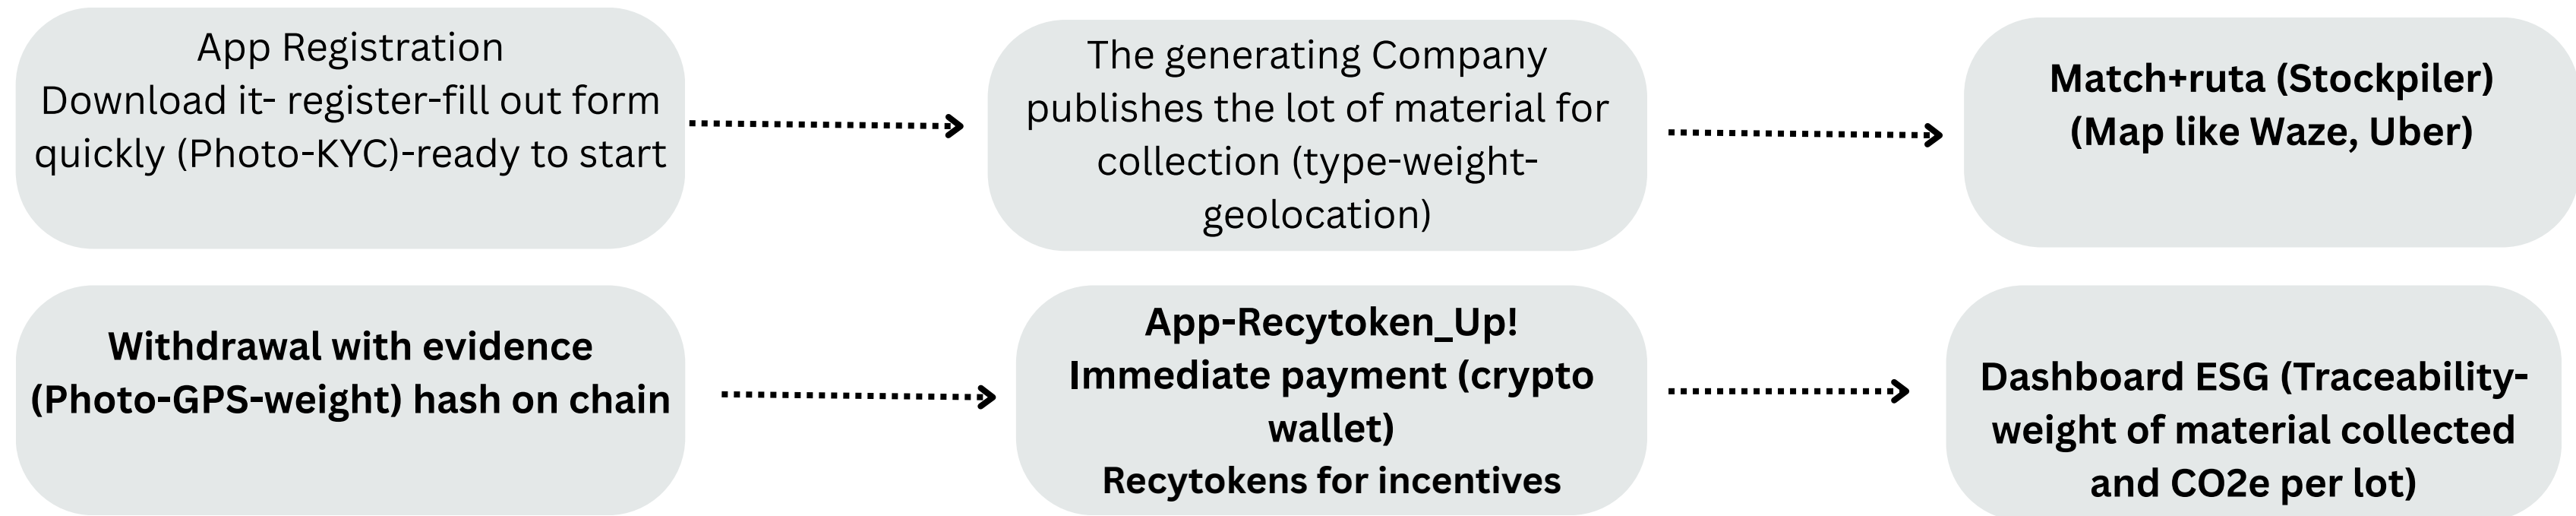 App Registration
Download it- register-fill out form
quickly (Photo-KYC)-ready to start
The generating Company
publishes the lot of material for
collection (type-weight-
geolocation)
Match+ruta (Stockpiler)
(Map like Waze, Uber)
Withdrawal with evidence
(Photo-GPS-weight) hash on chain
App-Recytoken_Up!
Immediate payment (crypto
wallet)
Recytokens for incentives
Dashboard ESG (Traceability-
weight of material collected
and CO2e per lot)